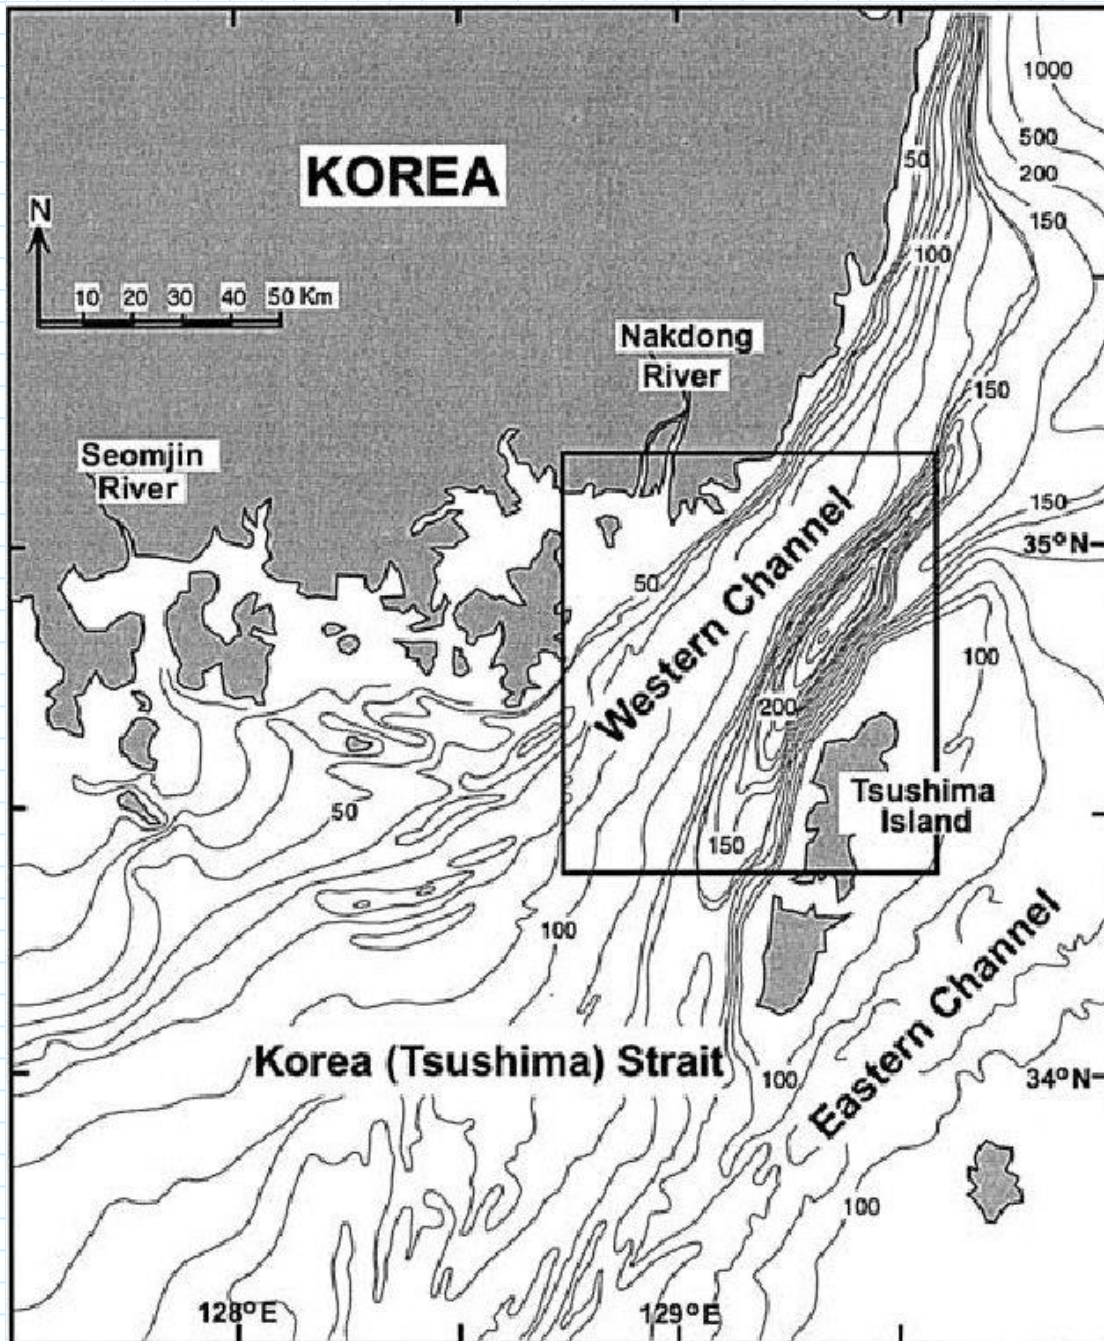 1000
500
50
200
KOREA
N
150
100
10 20 30 40 50 Km
Nakdong
River
150
Seomjin
River
150
35°N
50
Western Channel
100
200
Tsushima
Island
50
150
100
Eastern Channel
Korea (Tsushima) Strait
100
34°N
100
128°E
129°E